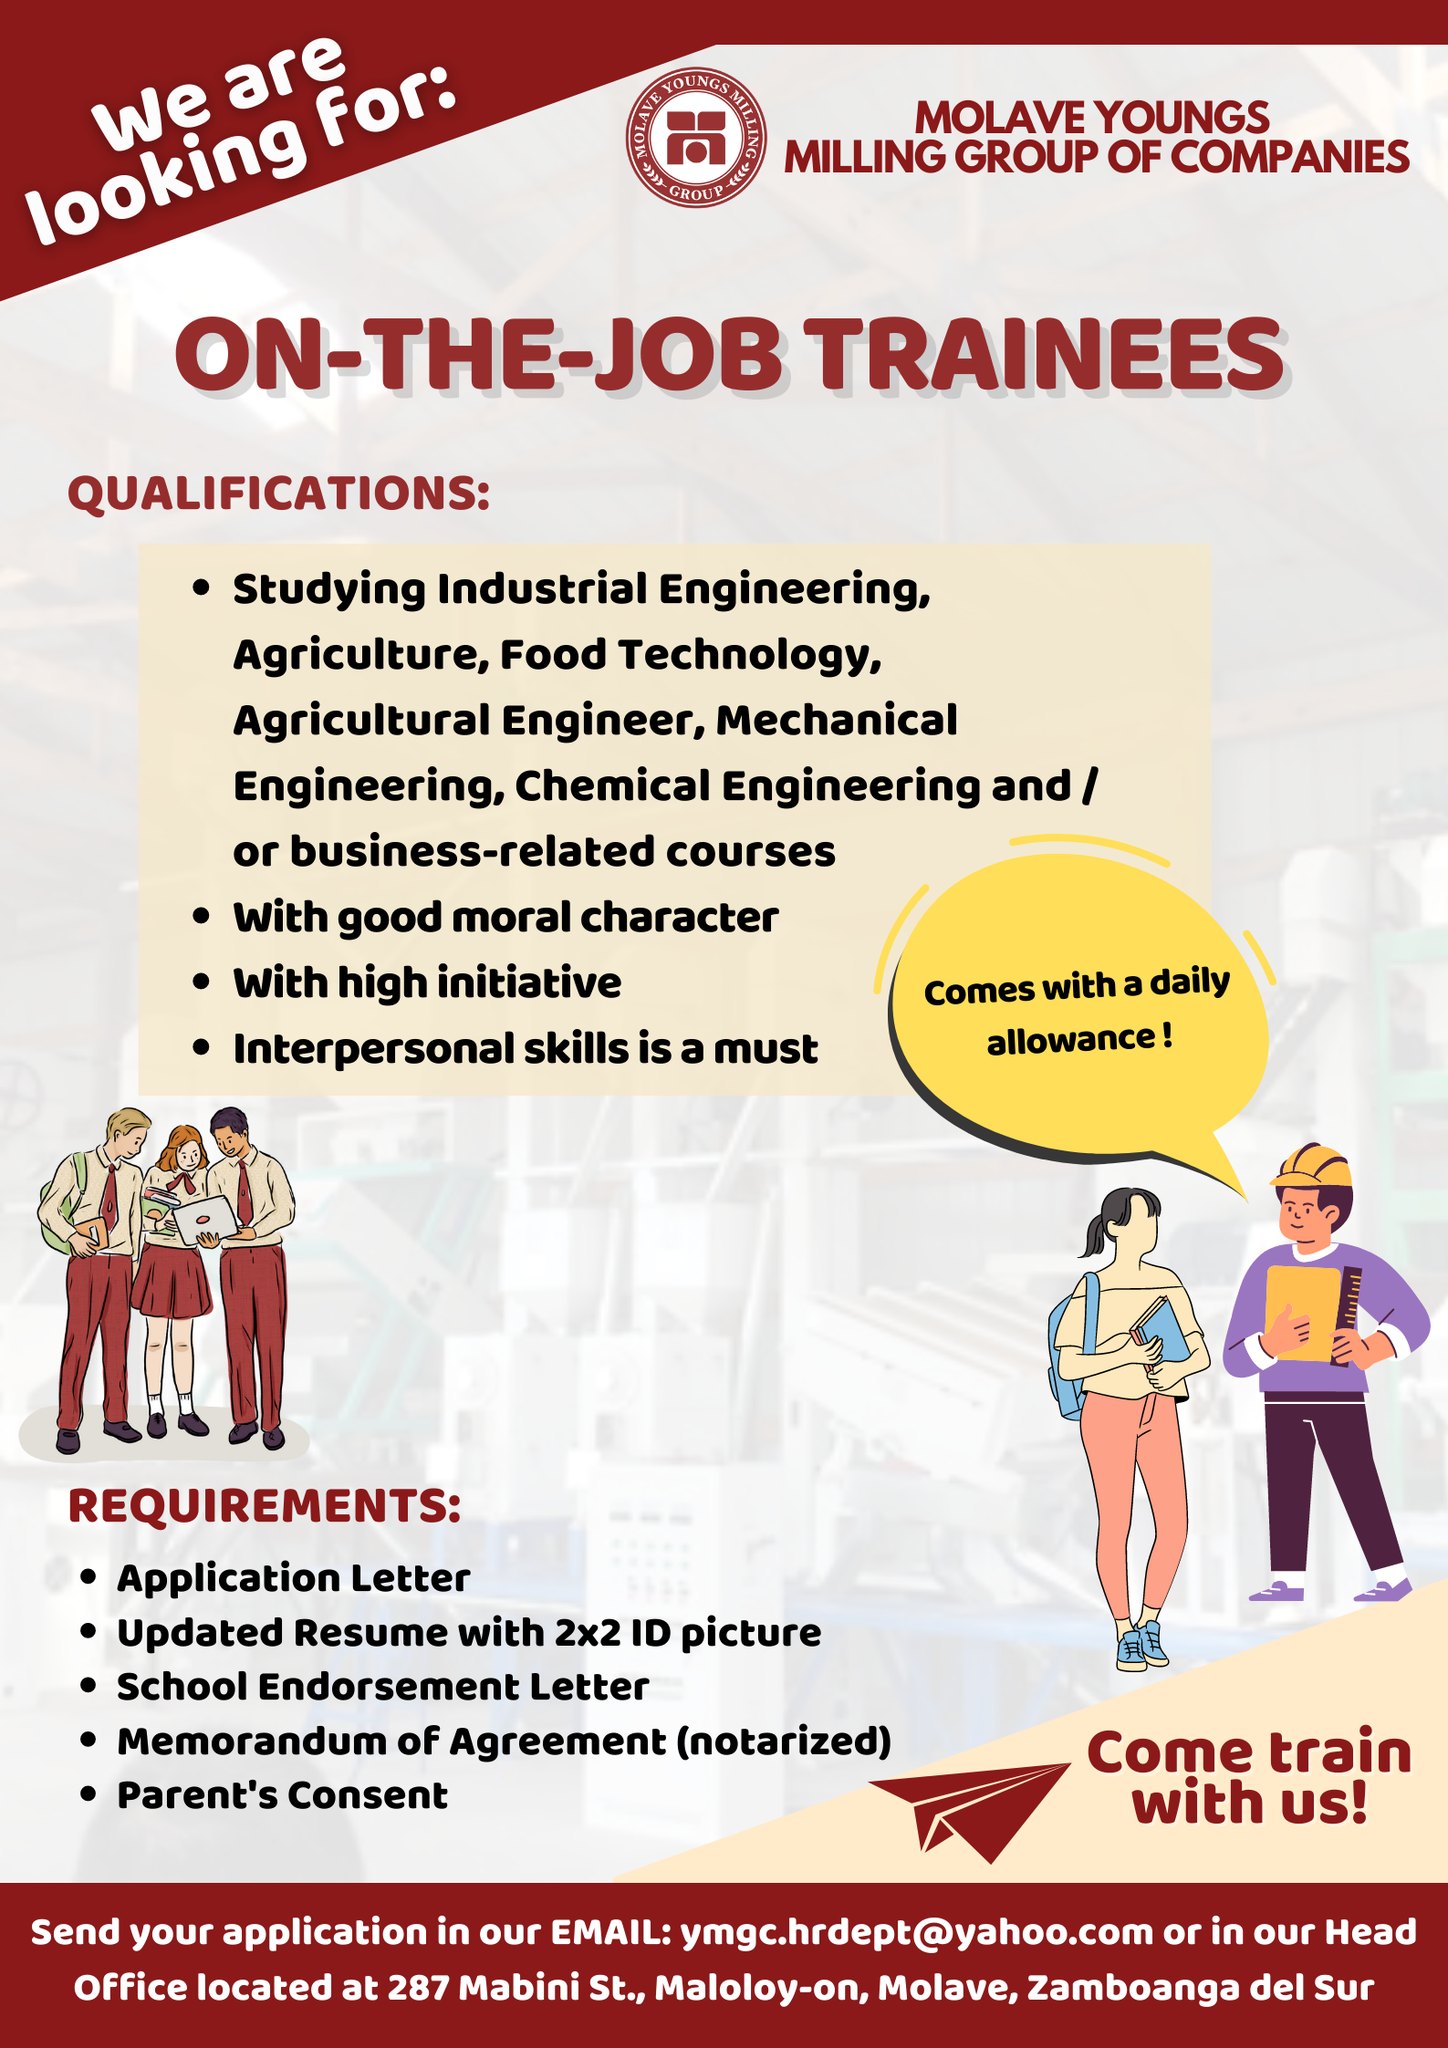 We are
looking for:
MOLAVE YOUNGS MILLING
GROUP
MOLAVE YOUNGS
MILLING GROUP OF COMPANIES
ON-THE-JOB TRAINEES
QUALIFICATIONS:
• Studying Industrial Engineering,
Agriculture, Food Technology,
Agricultural Engineer, Mechanical
Engineering, Chemical Engineering and /
or business-related courses
• With good moral character
• With high initiative
• Interpersonal skills is a must
Comes with a daily
allowance !
REQUIREMENTS:
• Application Letter
• Updated Resume with 2x2 ID picture
• School Endorsement Letter
• Memorandum of Agreement (notarized)
• Parent's Consent
Come train
with us!
Send your application in our EMAIL: ymgc.hrdept@yahoo.com or in our Head
Office located at 287 Mabini St., Maloloy-on, Molave, Zamboanga del Sur